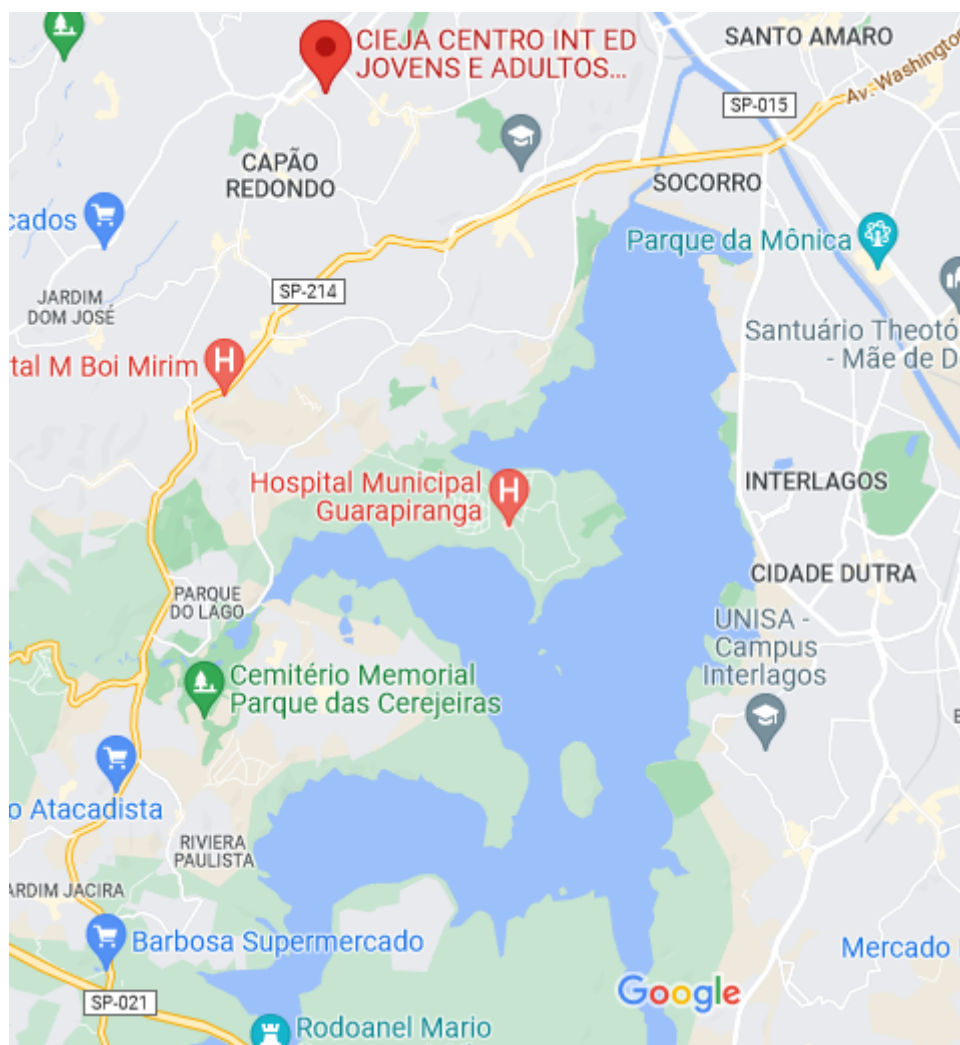 CIEJA CENTRO INT ED
JOVENS E ADULTOS...
SANTO AMARO
Av. Washington
SP-015
CAPÃO
REDONDO
SOCORRO
cados
Parque da Mônica
SP-214
JARDIM
DOM JOSÉ
Santuário Theotó
- Mãe de D
tal M Boi Mirim
Hospital Municipal
Guarapiranga
INTERLAGOS
CIDADE DUTRA
PARQUE
DO LAGO
UNISA -
Campus
Interlagos
Cemitério Memorial
Parque das Cerejeiras
o Atacadista
RIVIERA
PAULISTA
ARDIM JACIRA
Barbosa Supermercado
Mercado
Google
SP-021
Rodoanel Mario